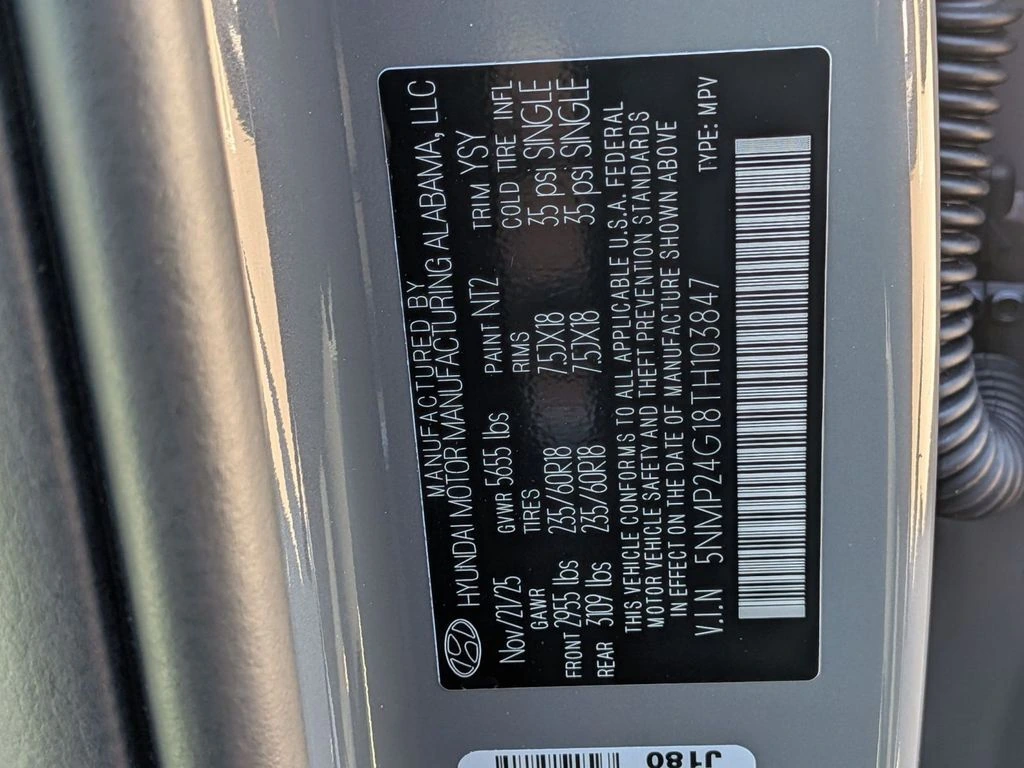 MANUFACTURED BY
HYUNDAI MOTOR MANUFACTURING ALABAMA, LLC
Nov/21/25 GVWR 5655 lbs PAINT NT2 TRIM YSY
GAWR TIRES RIMS COLD TIRE INFL
FRONT 2955 lbs 235/60R18 7.5JX18 35 psi SINGLE
REAR 3109 lbs 235/60R18 7.5JX18 35 psi SINGLE
THIS VEHICLE CONFORMS TO ALL APPLICABLE U.S.A. FEDERAL
MOTOR VEHICLE SAFETY AND THEFT PREVENTION STANDARDS
IN EFFECT ON THE DATE OF MANUFACTURE SHOWN ABOVE
V.I.N 5NMP24G18TH103847 TYPE: MPV
J180